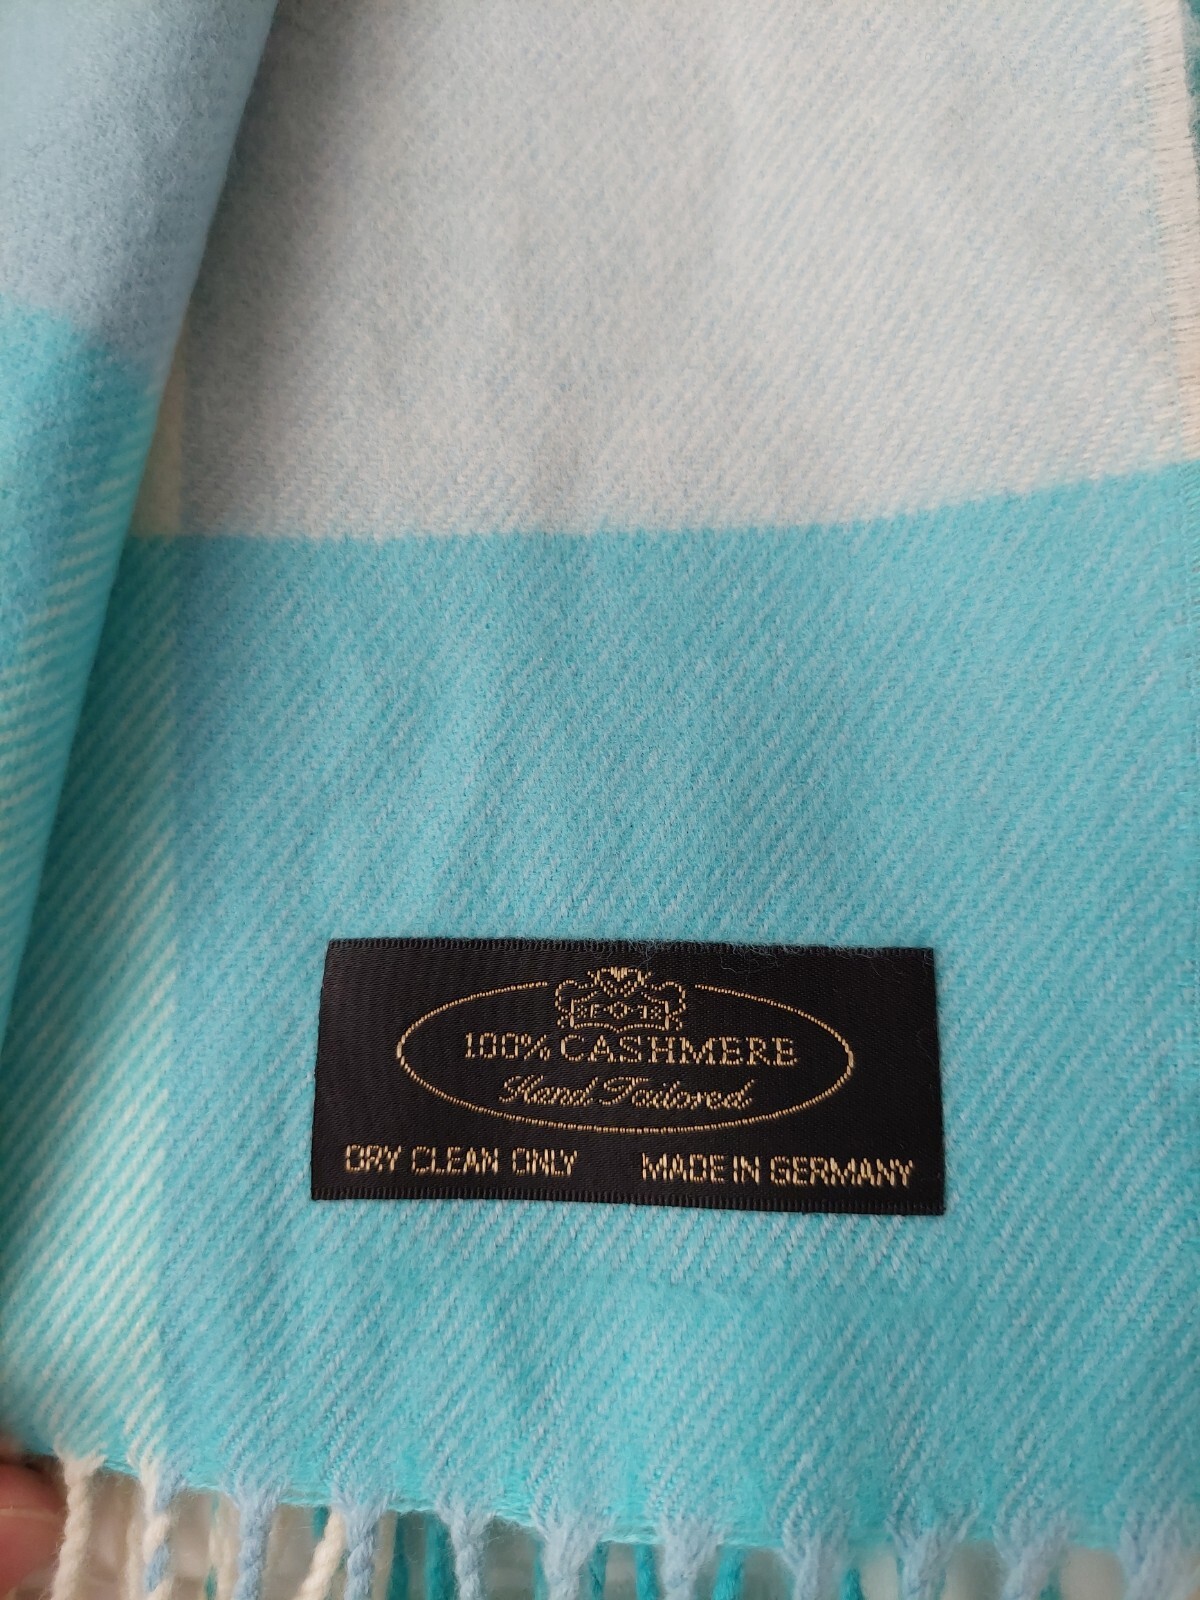 100% CASHMERE
Hand Tailored
DRY CLEAN ONLY MADE IN GERMANY